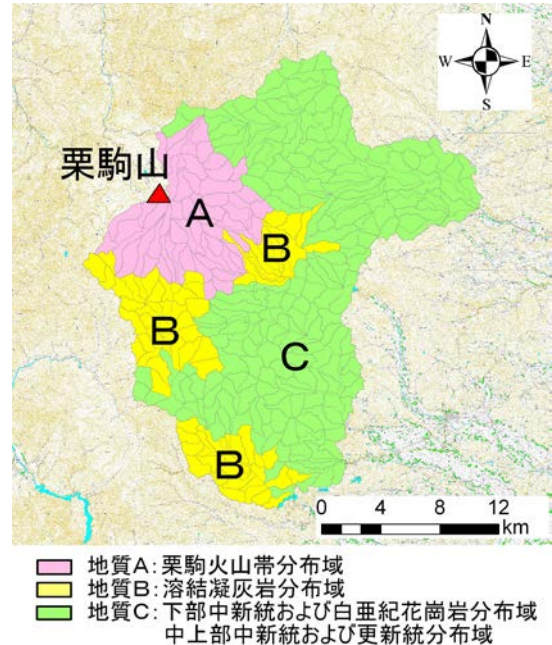 N
W E
S
栗駒山
A
B
B
C
B
0 4 8 12
km
地質A：栗駒火山帯分布域
地質B：溶結凝灰岩分布域
地質C：下部中新統および白亜紀花崗岩分布域
中上部中新統および更新統分布域